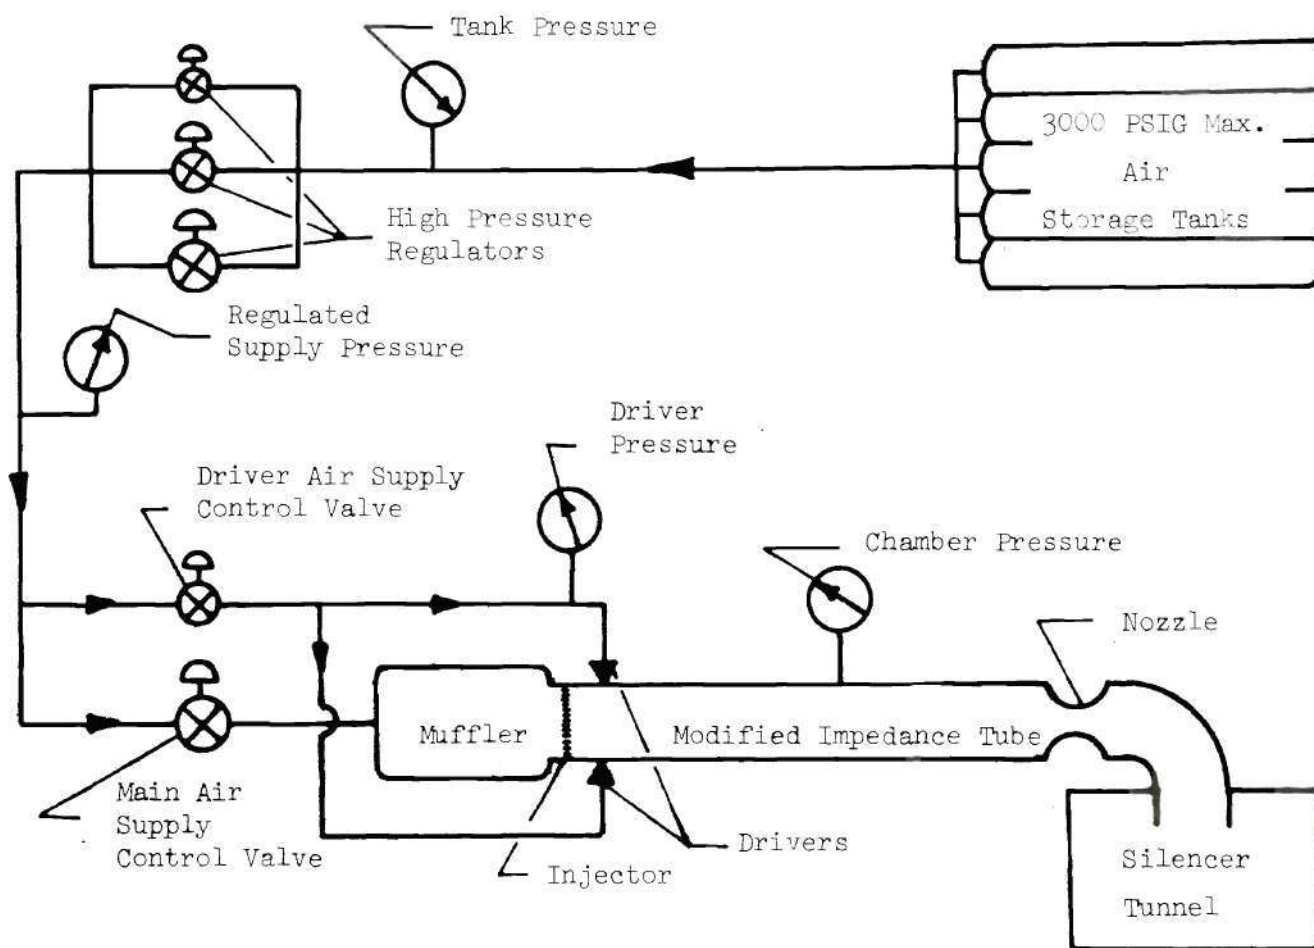 Tank Pressure
3000 PSIG Max.
Air
Storage Tanks
High Pressure
Regulators
Regulated
Supply Pressure
Driver
Pressure
Driver Air Supply
Control Valve
Chamber Pressure
Nozzle
Muffler
Modified Impedance Tube
Main Air
Supply
Control Valve
Drivers
Injector
Silencer
Tunnel